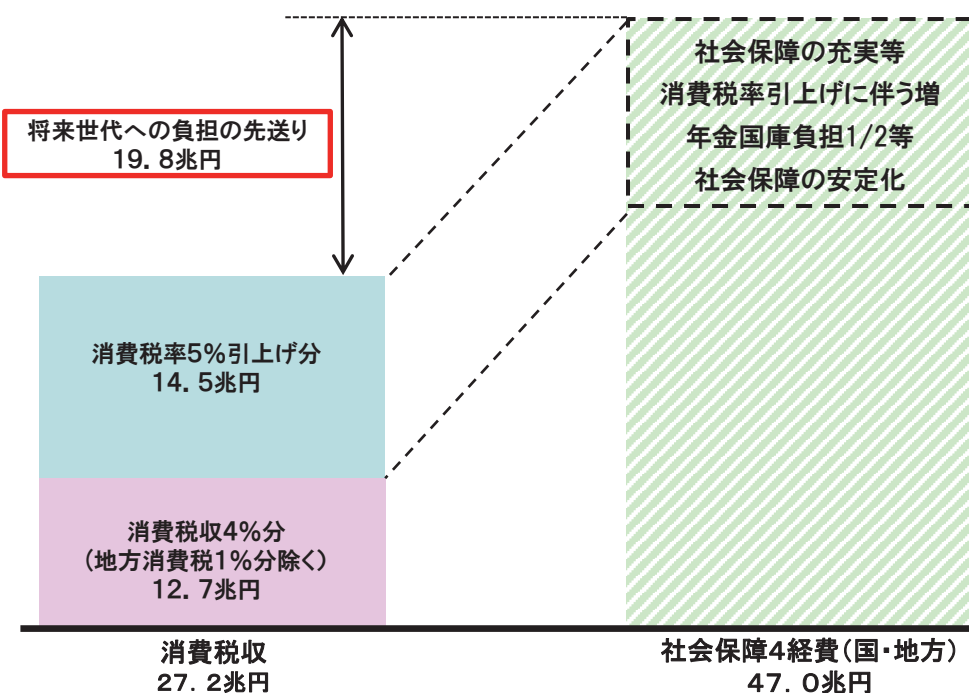 社会保障の充実等
消費税率引上げに伴う増
年金国庫負担1/2等
社会保障の安定化
将来世代への負担の先送り
19.8兆円
消費税率5%引上げ分
14.5兆円
消費税収4%分
(地方消費税1%分除く)
12.7兆円
消費税収
27.2兆円
社会保障4経費(国・地方)
47.0兆円